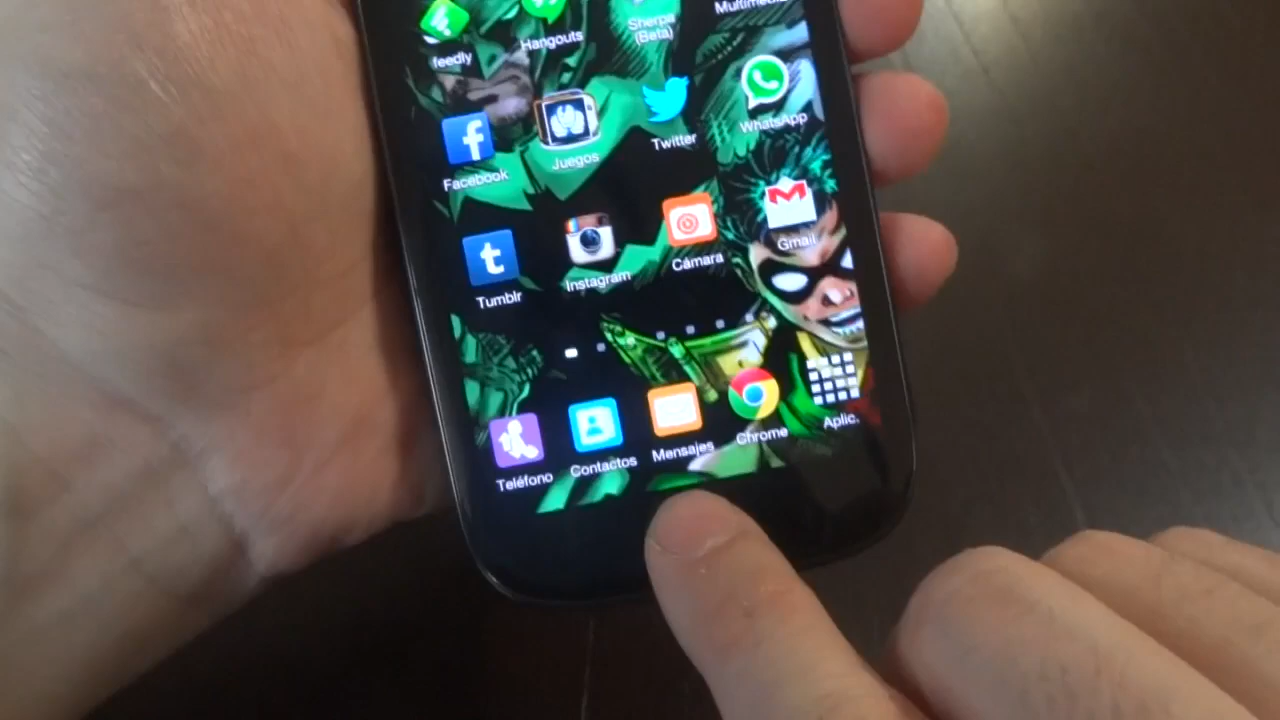 feedly
Hangouts
Sherpa
(Beta)
Multimedia
Facebook
Juegos
Twitter
WhatsApp
Tumblr
Instagram
Cámara
Gmail
Teléfono
Contactos
Mensajes
Chrome
Aplic.